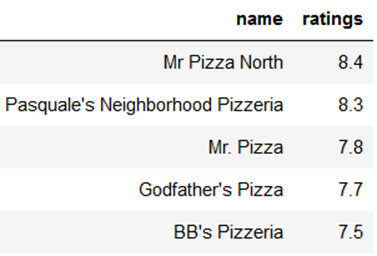 name ratings
Mr Pizza North 8.4
Pasquale's Neighborhood Pizzeria 8.3
Mr. Pizza 7.8
Godfather's Pizza 7.7
BB's Pizzeria 7.5